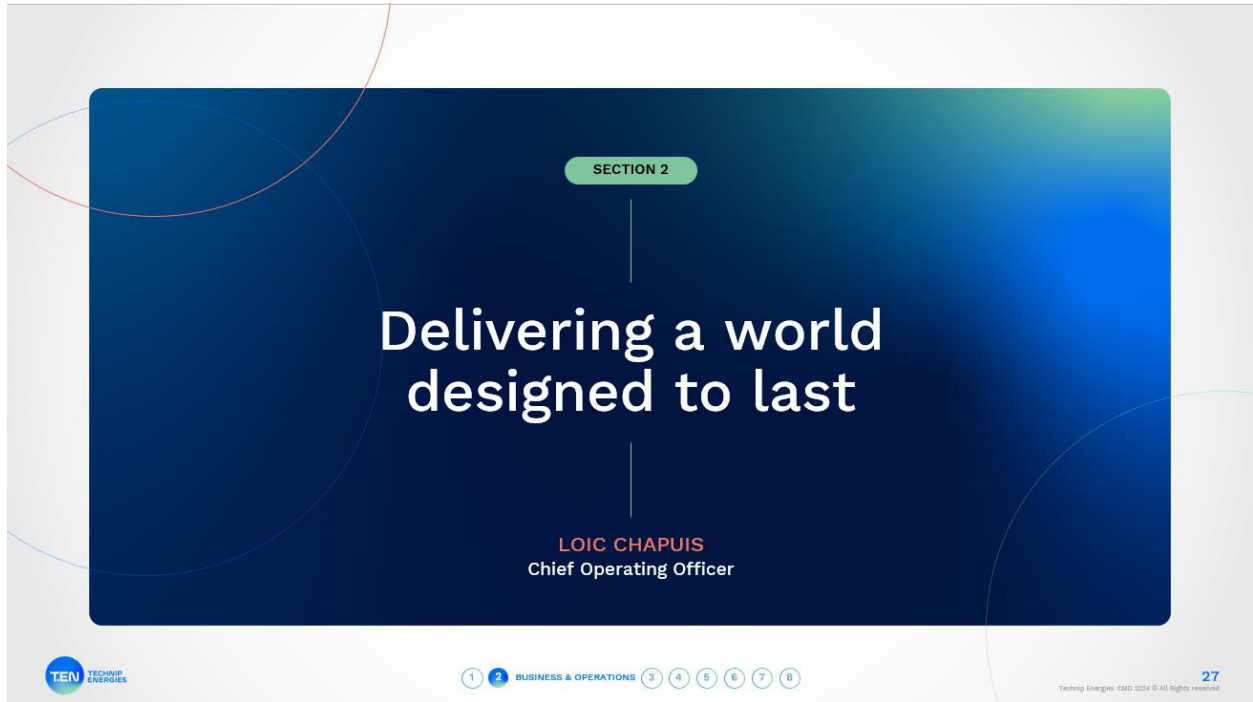 SECTION 2
Delivering a world
designed to last
LOIC CHAPUIS
Chief Operating Officer
T.EN TECHNIP
ENERGIES
1 2 BUSINESS & OPERATIONS 3 4 5 6 7 8
27
Technip Energies. CMD 2024 © All Rights reserved